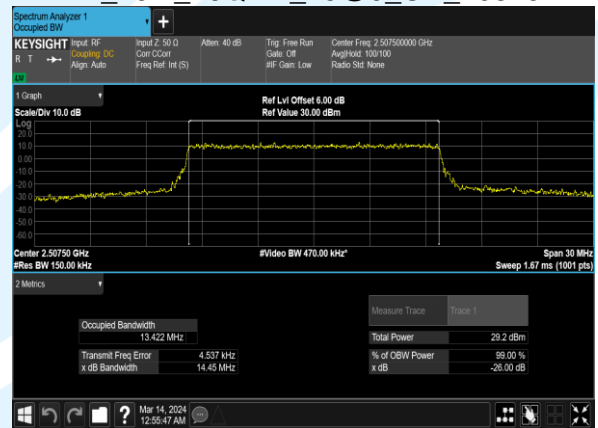 Spectrum Analyzer 1
Occupied BW
+
KEYSIGHT Input: RF Input Z: 50 Ω Atten: 40 dB Trig: Free Run Center Freq: 2.507500000 GHz
R T Coupling: DC Corr CCorr Gate: Off Avg|Hold: 100/100
Align: Auto Freq Ref: Int (S) #IF Gain: Low Radio Std: None
1 Graph
Ref Lvl Offset 6.00 dB
Scale/Div 10.0 dB Ref Value 30.00 dBm
Log
20.0
10.0
0.00
-10.0
-20.0
-30.0
-40.0
-50.0
-60.0
Center 2.50750 GHz #Video BW 470.00 kHz* Span 30 MHz
#Res BW 150.00 kHz Sweep 1.67 ms (1001 pts)
2 Metrics
Measure Trace Trace 1
Occupied Bandwidth
13.422 MHz Total Power 29.2 dBm
Transmit Freq Error 4.537 kHz % of OBW Power 99.00 %
x dB Bandwidth 14.45 MHz x dB -26.00 dB
?
Mar 14, 2024
12:55:47 AM